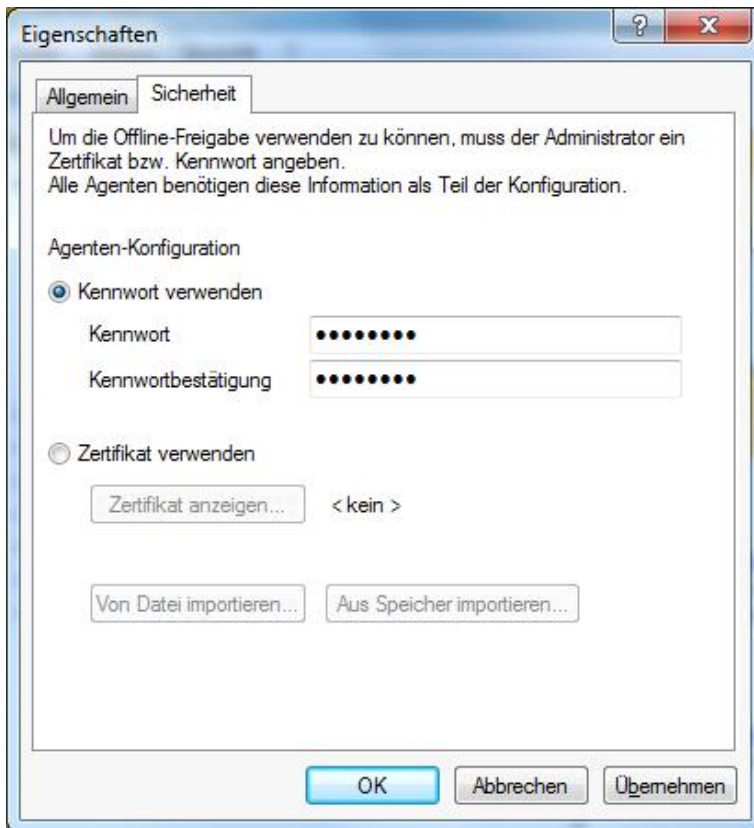 Eigenschaften
Allgemein Sicherheit
Um die Offline-Freigabe verwenden zu können, muss der Administrator ein
Zertifikat bzw. Kennwort angeben.
Alle Agenten benötigen diese Information als Teil der Konfiguration.
Agenten-Konfiguration
Kennwort verwenden
Kennwort ●●●●●●●●
Kennwortbestätigung ●●●●●●●●
Zertifikat verwenden
Zertifikat anzeigen... < kein >
Von Datei importieren... Aus Speicher importieren...
OK Abbrechen Übernehmen